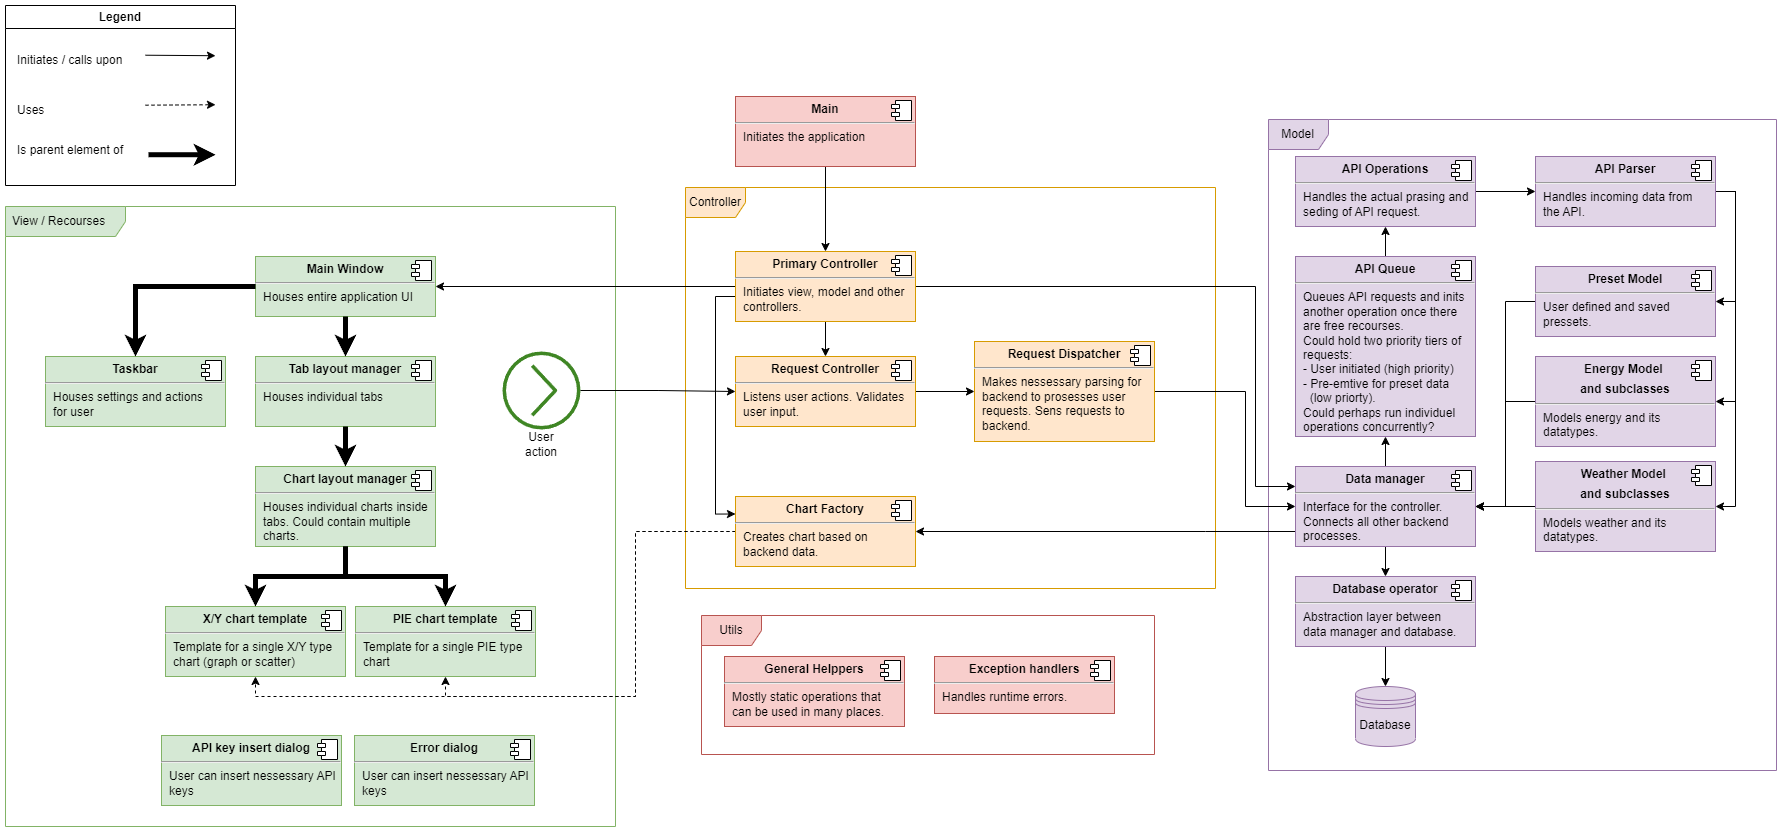 Legend
Initiates / calls upon
Uses
Is parent element of
View / Recourses
Main Window
Houses entire application UI
Taskbar
Houses settings and actions
for user
Tab layout manager
Houses individual tabs
Chart layout manager
Houses individual charts inside
tabs. Could contain multiple
charts.
X/Y chart template
Template for a single X/Y type
chart (graph or scatter)
PIE chart template
Template for a single PIE type
chart
API key insert dialog
User can insert nessessary API
keys
Error dialog
User can insert nessessary API
keys
User
action
Main
Initiates the application
Controller
Primary Controller
Initiates view, model and other
controllers.
Request Controller
Listens user actions. Validates
user input.
Request Dispatcher
Makes nessessary parsing for
backend to prosesses user
requests. Sens requests to
backend.
Chart Factory
Creates chart based on
backend data.
Utils
General Helppers
Mostly static operations that
can be used in many places.
Exception handlers
Handles runtime errors.
Model
API Operations
Handles the actual prasing and
seding of API request.
API Parser
Handles incoming data from
the API.
API Queue
Queues API requests and inits
another operation once there
are free recourses.
Could hold two priority tiers of
requests:
- User initiated (high priority)
- Pre-emtive for preset data
(low priorty).
Could perhaps run individuel
operations concurrently?
Preset Model
User defined and saved
pressets.
Energy Model
and subclasses
Models energy and its
datatypes.
Weather Model
and subclasses
Models weather and its
datatypes.
Data manager
Interface for the controller.
Connects all other backend
processes.
Database operator
Abstraction layer between
data manager and database.
Database